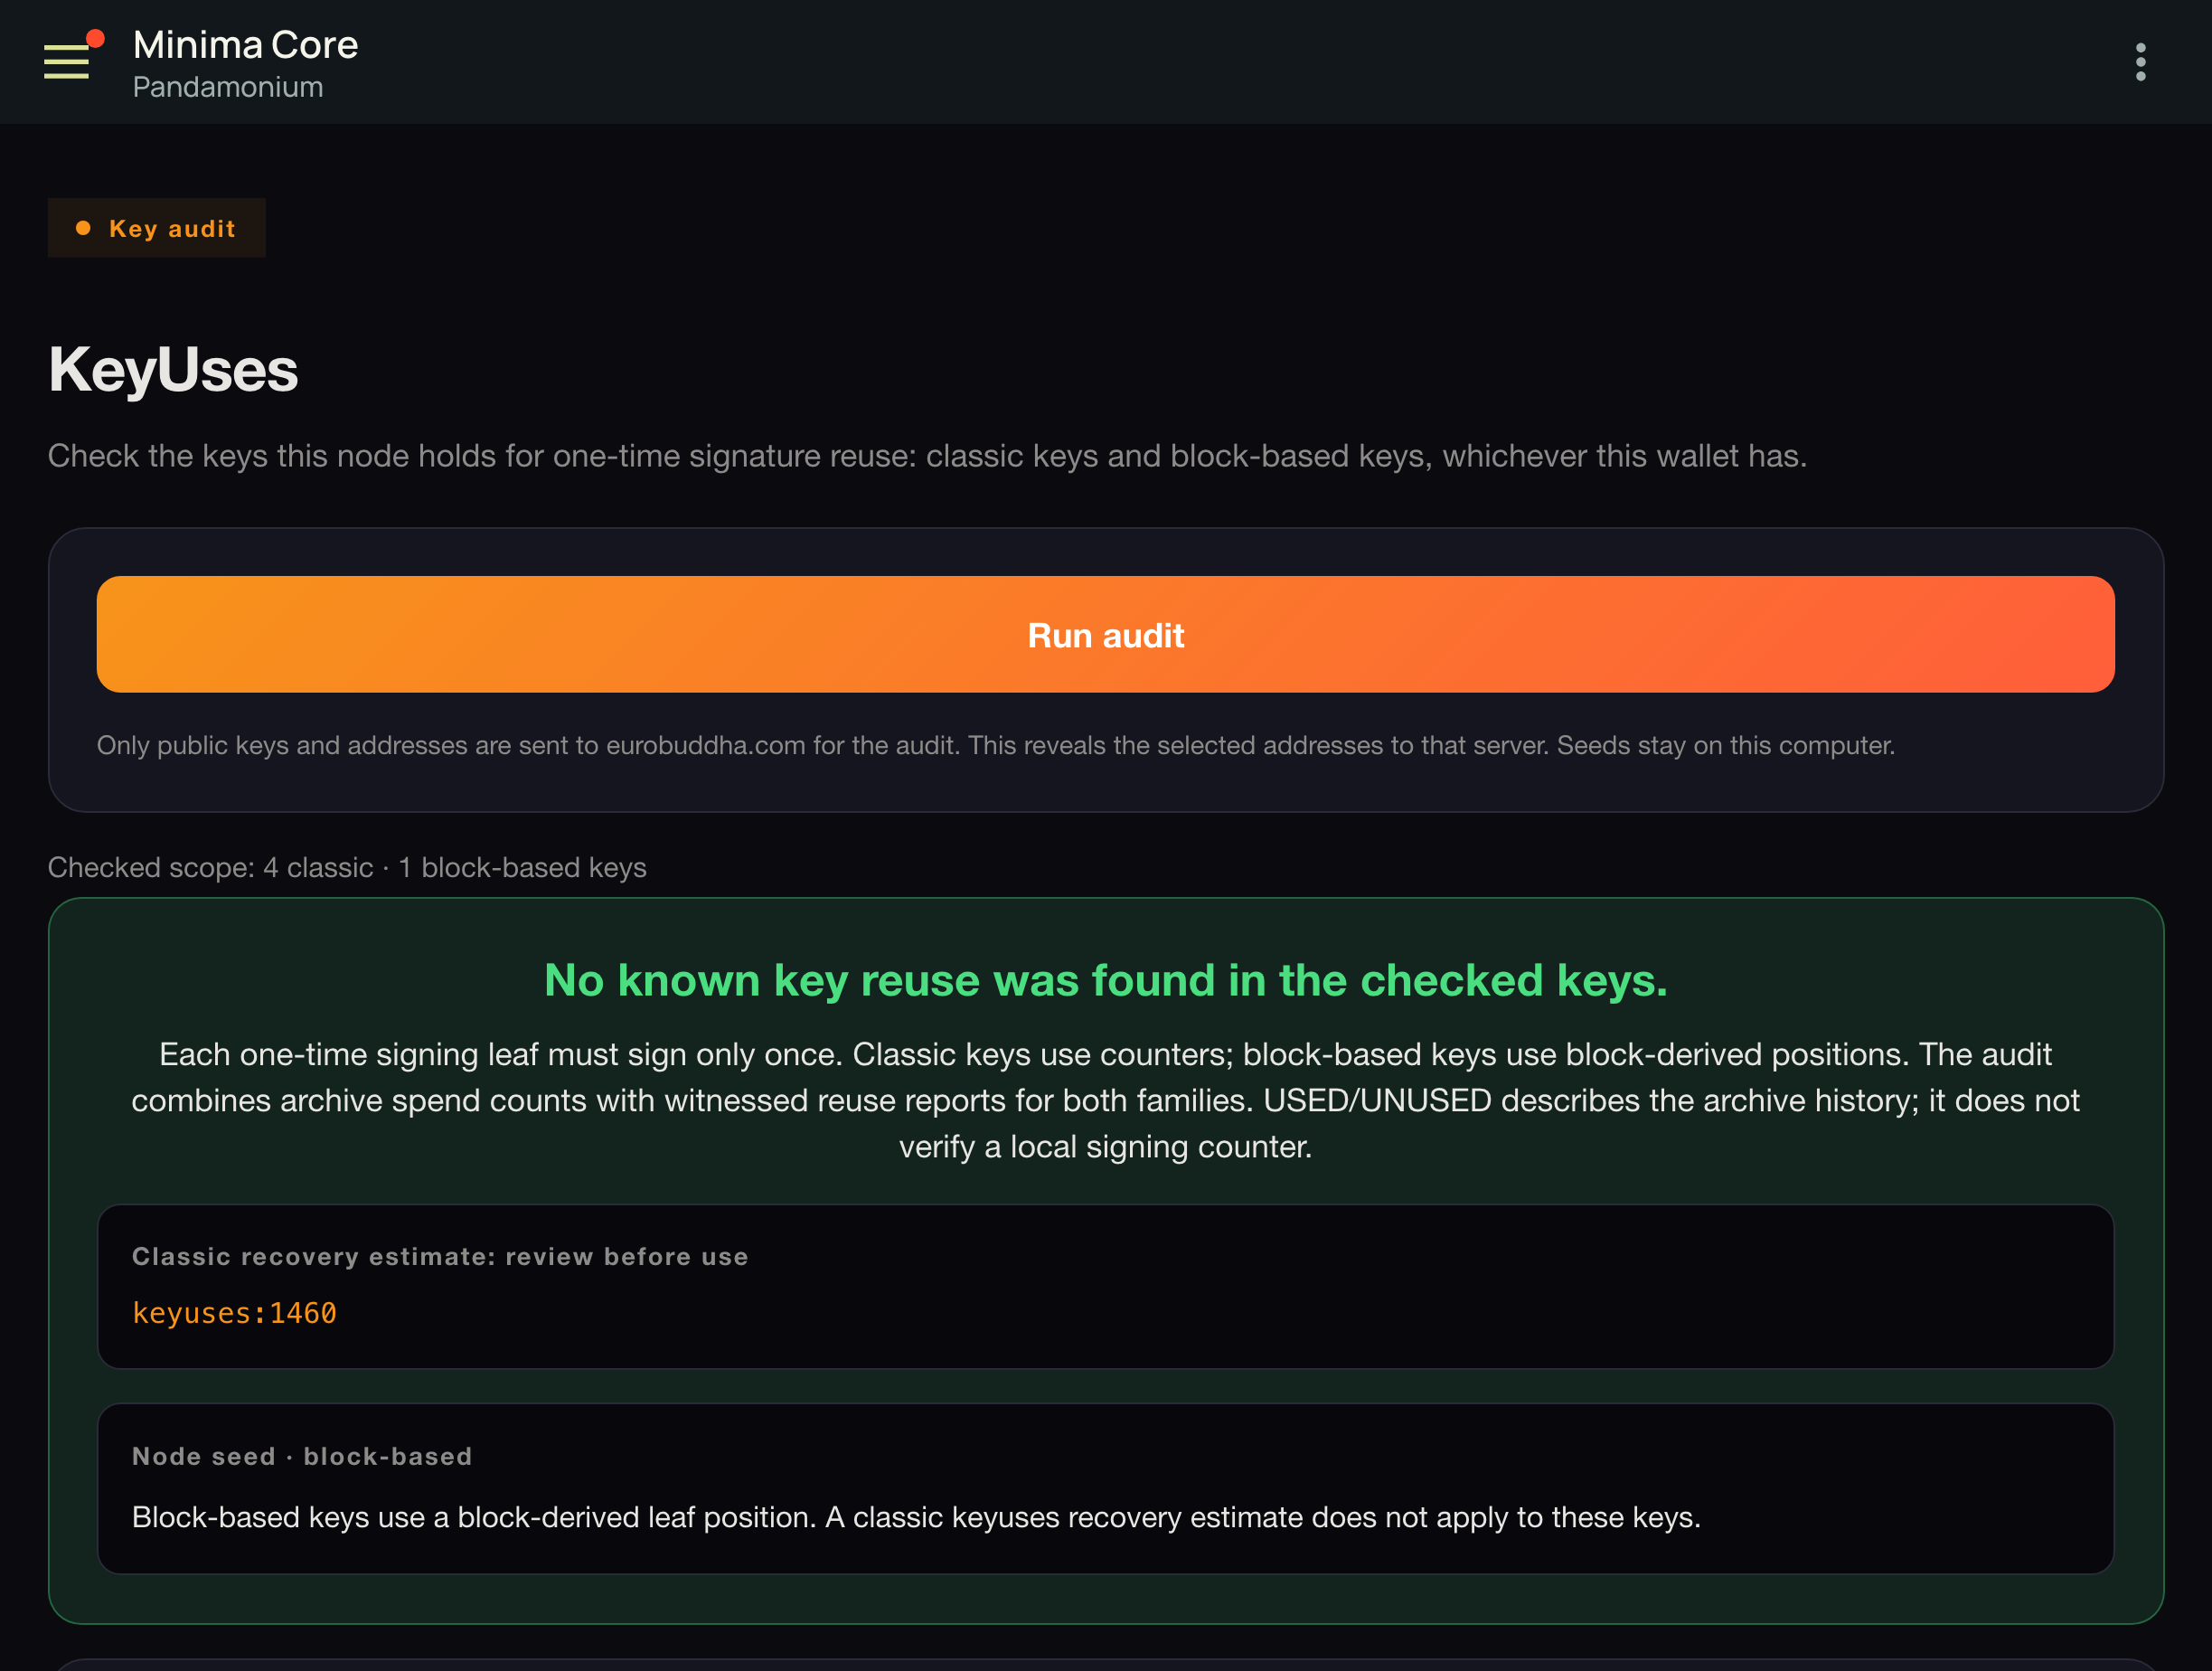 Minima Core
Pandamonium
Key audit
KeyUses
Check the keys this node holds for one-time signature reuse: classic keys and block-based keys, whichever this wallet has.
Run audit
Only public keys and addresses are sent to eurobuddha.com for the audit. This reveals the selected addresses to that server. Seeds stay on this computer.
Checked scope: 4 classic · 1 block-based keys
No known key reuse was found in the checked keys.
Each one-time signing leaf must sign only once. Classic keys use counters; block-based keys use block-derived positions. The audit
combines archive spend counts with witnessed reuse reports for both families. USED/UNUSED describes the archive history; it does not
verify a local signing counter.
Classic recovery estimate: review before use
keyuses:1460
Node seed · block-based
Block-based keys use a block-derived leaf position. A classic keyuses recovery estimate does not apply to these keys.